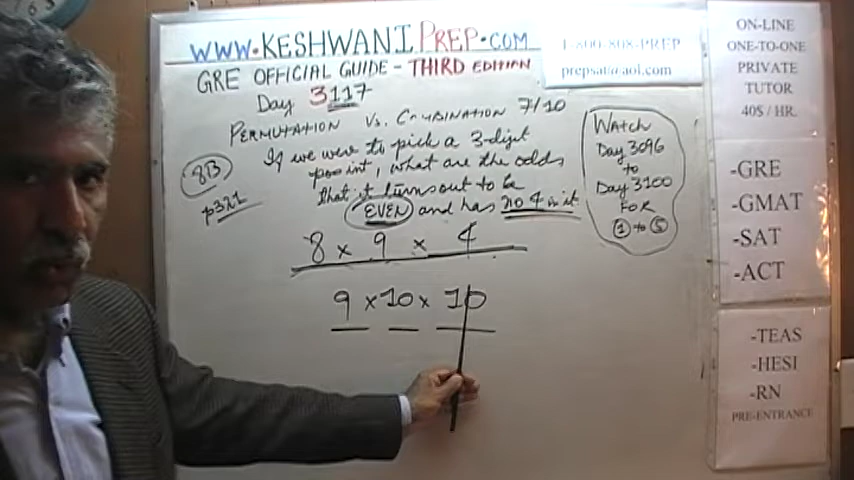 WWW.KESHWANIPREP.COM
1-800-808-PREP
prepsat@aol.com
GRE OFFICIAL GUIDE - THIRD EDITION
Day 3117
PERMUTATION Vs. COMBINATION 7/10
8B
p321
If we were to pick a 3-digit
pos int, what are the odds
that it turns out to be
EVEN and has no 4 in it
8 x 9 x 4
9 x 10 x 10
WATCH
Day 3096
to
Day 3100
FOR
1 to 5
ON-LINE
ONE-TO-ONE
PRIVATE
TUTOR
40$ / HR.
-GRE
-GMAT
-SAT
-ACT
-TEAS
-HESI
-RN
PRE-ENTRANCE